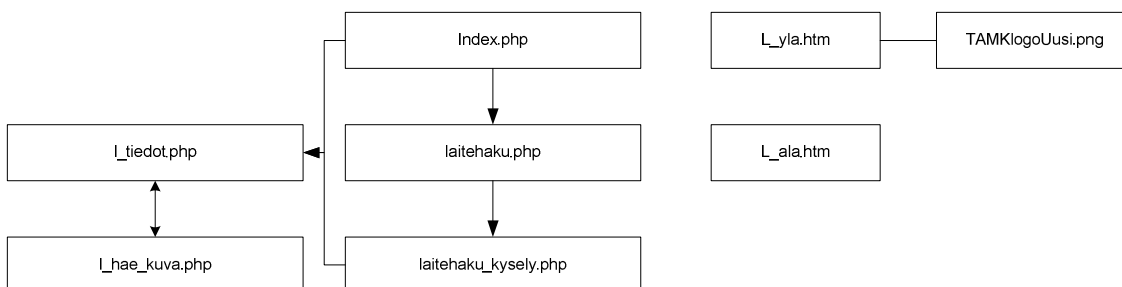 Index.php
L_yla.htm
TAMKlogoUusi.png
l_tiedot.php
laitehaku.php
L_ala.htm
l_hae_kuva.php
laitehaku_kysely.php